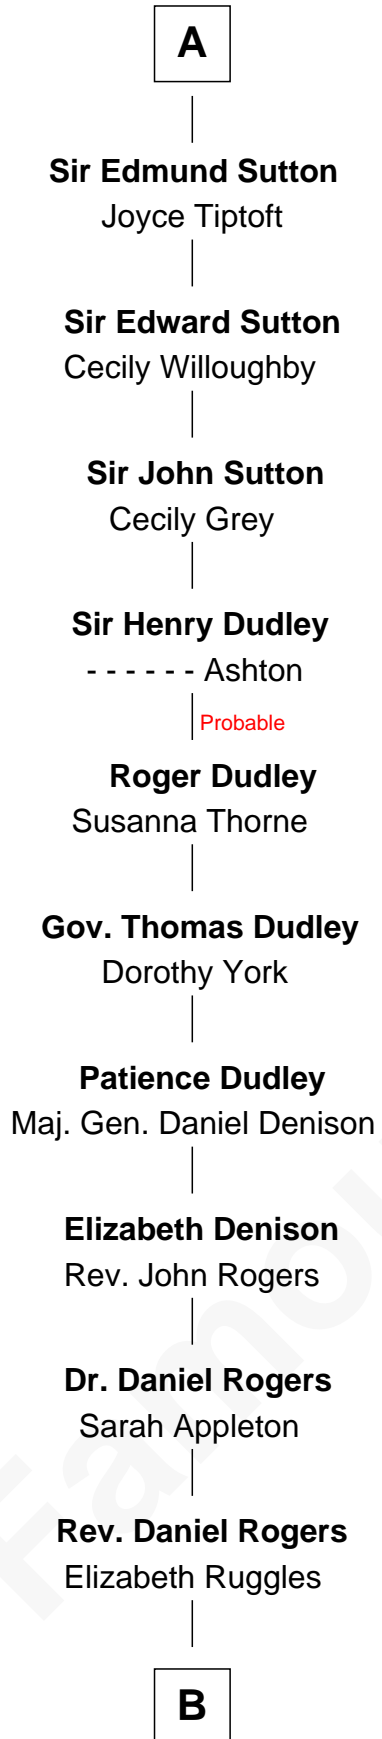 A
Sir Edmund Sutton
Joyce Tiptoft
Sir Edward Sutton
Cecily Willoughby
Sir John Sutton
Cecily Grey
Sir Henry Dudley
- - - - - - Ashton
Probable
Roger Dudley
Susanna Thorne
Gov. Thomas Dudley
Dorothy York
Patience Dudley
Maj. Gen. Daniel Denison
Elizabeth Denison
Rev. John Rogers
Dr. Daniel Rogers
Sarah Appleton
Rev. Daniel Rogers
Elizabeth Ruggles
B
Famou